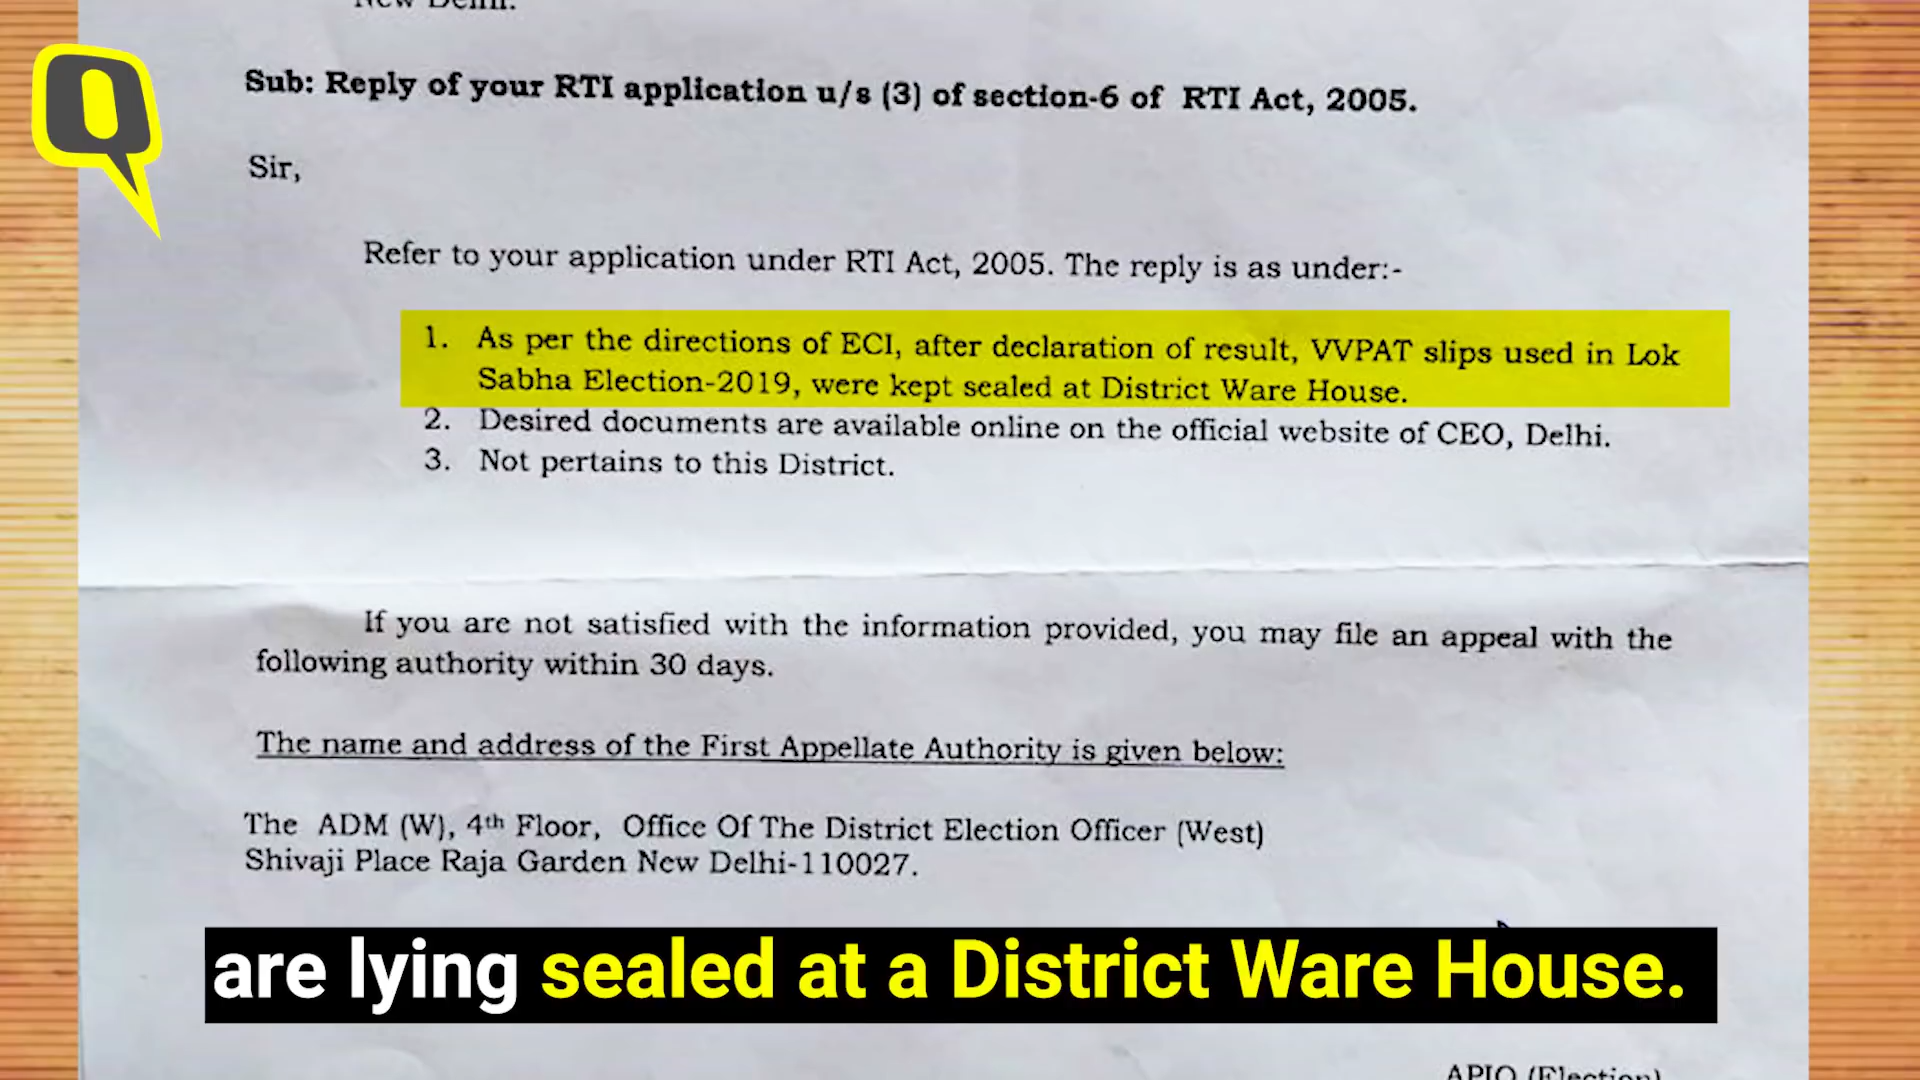 New Delhi.
Sub: Reply of your RTI application u/s (3) of section-6 of RTI Act, 2005.
Sir,
Refer to your application under RTI Act, 2005. The reply is as under:-
1. As per the directions of ECI, after declaration of result, VVPAT slips used in Lok
Sabha Election-2019, were kept sealed at District Ware House.
2. Desired documents are available online on the official website of CEO, Delhi.
3. Not pertains to this District.
If you are not satisfied with the information provided, you may file an appeal with the
following authority within 30 days.
The name and address of the First Appellate Authority is given below:
The ADM (W), 4th Floor, Office Of The District Election Officer (West)
Shivaji Place Raja Garden New Delhi-110027.
are lying sealed at a District Ware House.
APIO (Election)